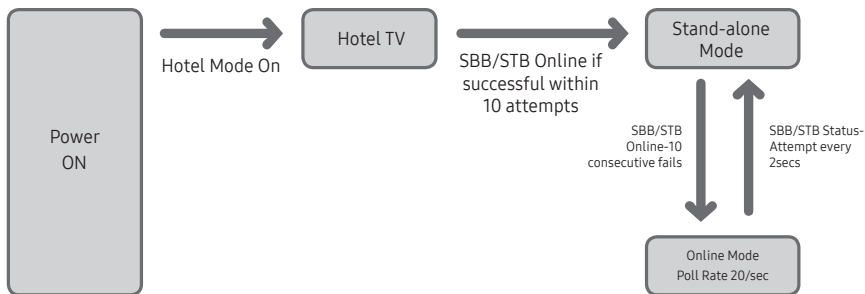 Power
ON
Hotel Mode On
Hotel TV
SBB/STB Online if
successful within
10 attempts
Stand-alone
Mode
SBB/STB
Online-10
consecutive fails
SBB/STB Status-
Attempt every
2secs
Online Mode
Poll Rate 20/sec